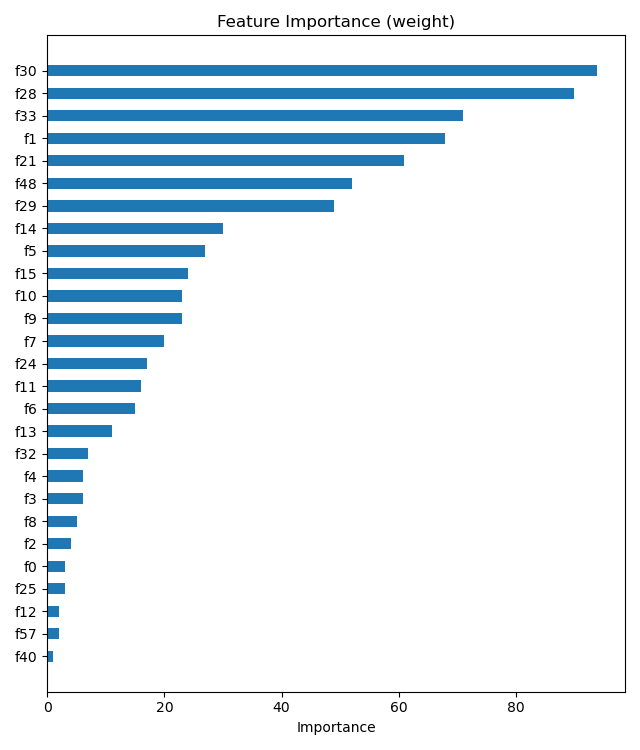 Feature Importance (weight)
f30
f28
f33
f1
f21
f48
f29
f14
f5
f15
f10
f9
f7
f24
f11
f6
f13
f32
f4
f3
f8
f2
f0
f25
f12
f57
f40
0 20 40 60 80
Importance